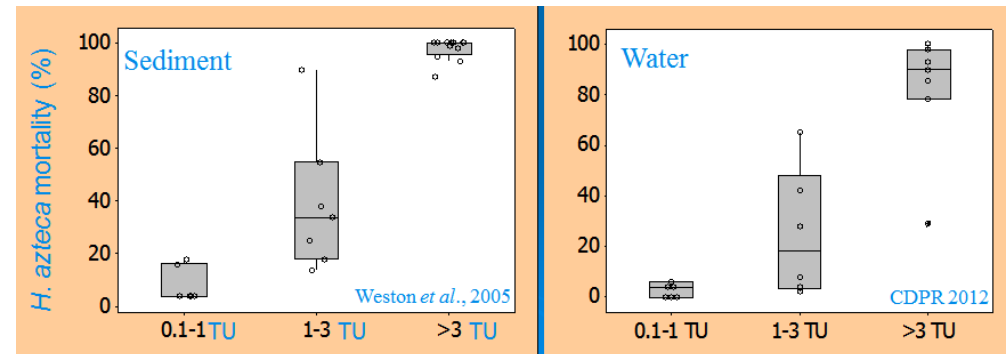 H. azteca mortality (%)
Sediment
100
80
60
40
20
0
0.1-1 TU
1-3 TU
>3 TU
Weston et al., 2005
Water
100
80
60
40
20
0
0.1-1 TU
1-3 TU
>3 TU
CDPR 2012